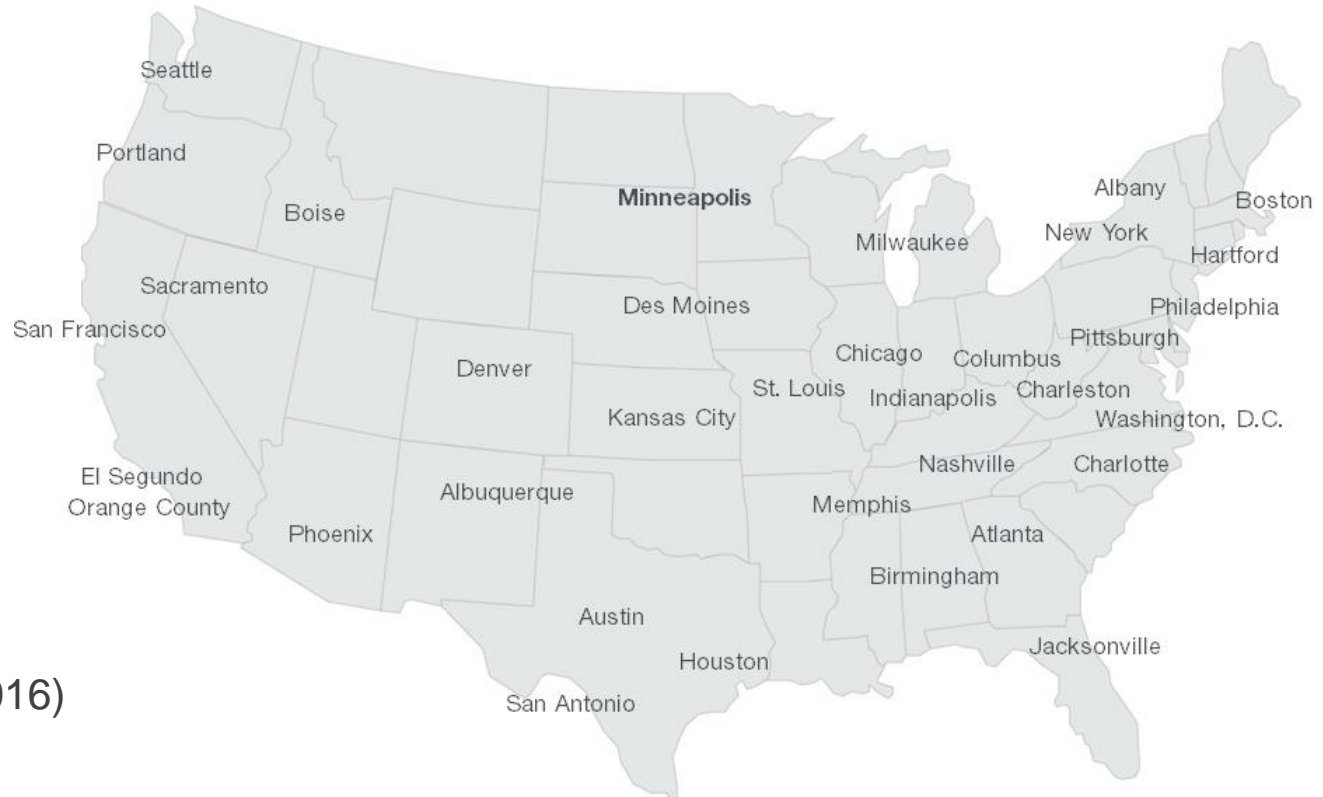 Seattle
Portland
Boise
Minneapolis
Albany
Boston
Milwaukee
New York
Hartford
Sacramento
Des Moines
Philadelphia
San Francisco
Pittsburgh
Chicago
Columbus
Denver
St. Louis
Indianapolis
Charleston
Kansas City
Washington, D.C.
Nashville
Charlotte
El Segundo
Orange County
Albuquerque
Memphis
Phoenix
Atlanta
Birmingham
Austin
Jacksonville
Houston
San Antonio
016)